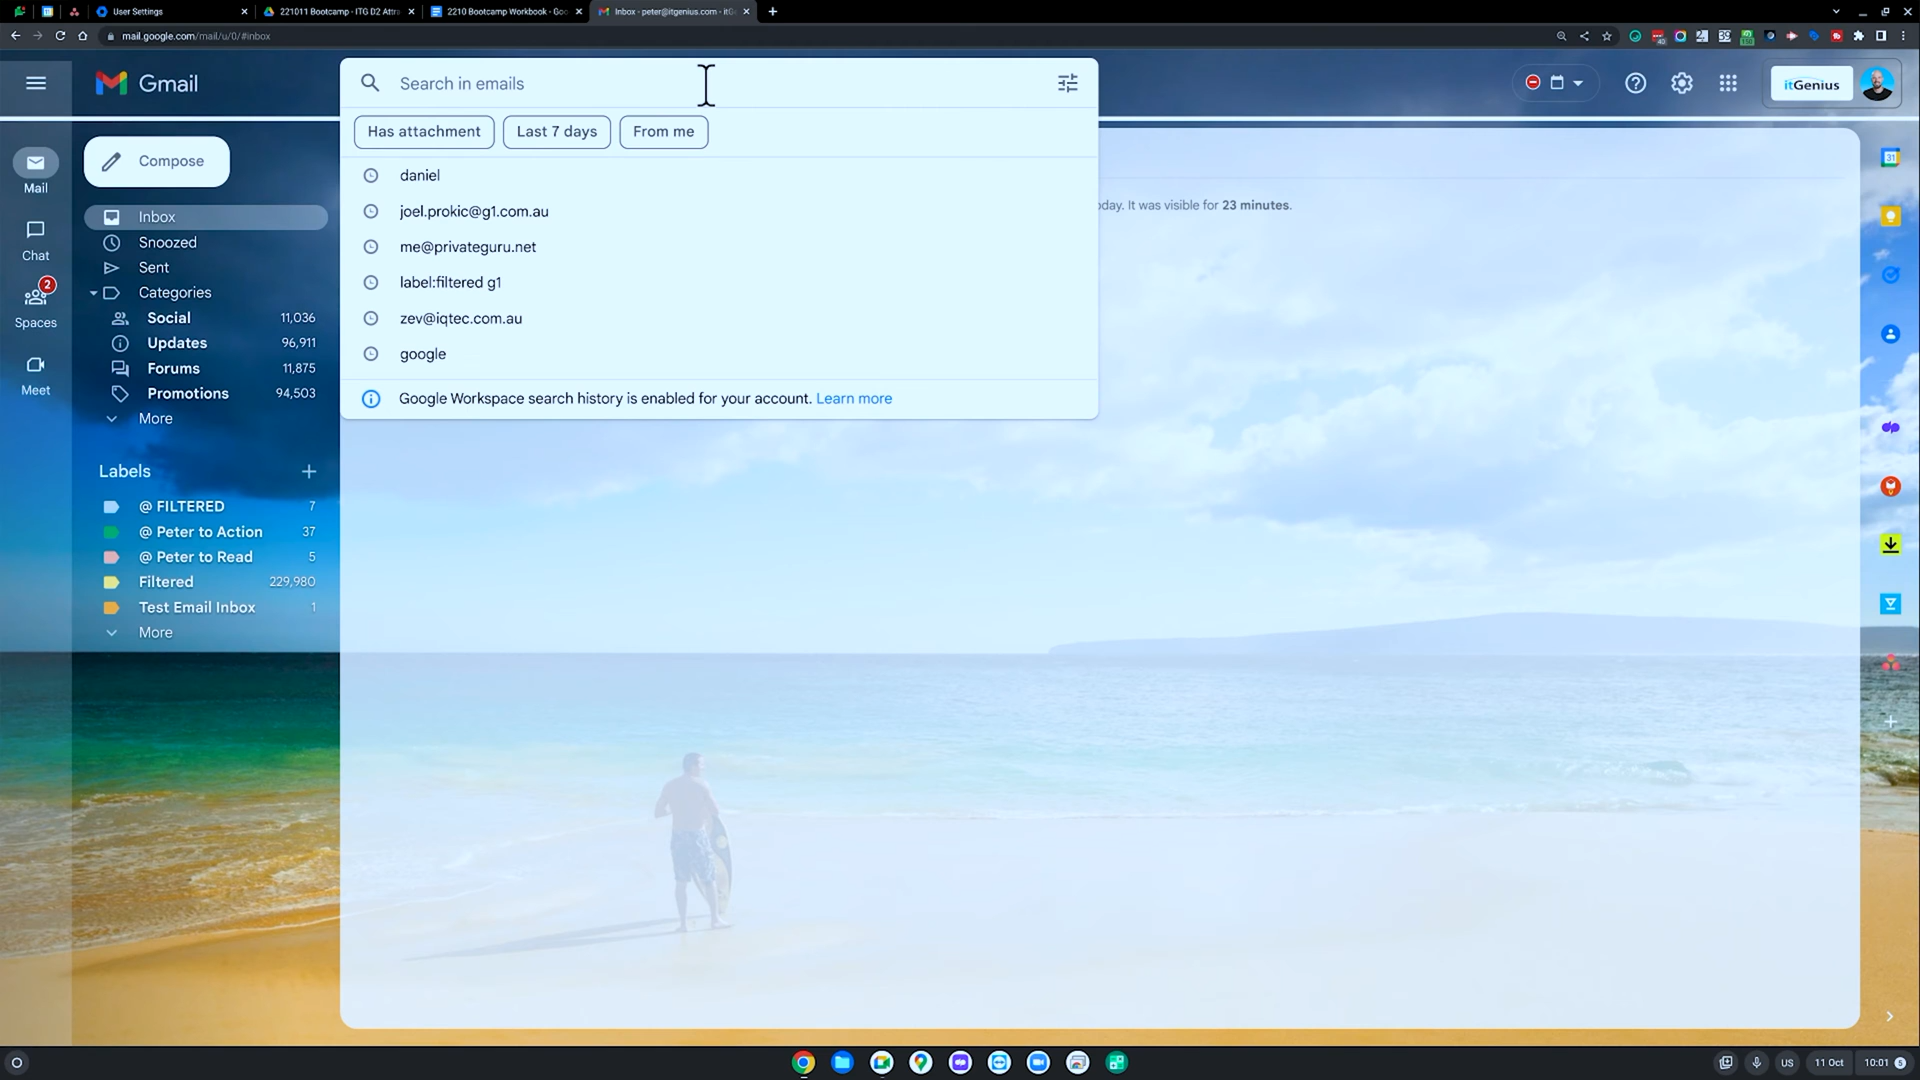 User Settings
221011 Bootcamp - ITG D2 Attra
2210 Bootcamp Workbook - Goo
Inbox - peter@itgenius.com - itG
mail.google.com/mail/u/0/#inbox
Gmail
Search in emails
itGenius
Has attachment
Last 7 days
From me
Compose
Mail
Chat
2
Spaces
Meet
Inbox
Snoozed
Sent
Categories
Social 11,036
Updates 96,911
Forums 11,875
Promotions 94,503
More
Labels
@ FILTERED 7
@ Peter to Action 37
@ Peter to Read 5
Filtered 229,980
Test Email Inbox 1
More
daniel
joel.prokic@g1.com.au
me@privateguru.net
label:filtered g1
zev@iqtec.com.au
google
Google Workspace search history is enabled for your account. Learn more
oday. It was visible for 23 minutes.
31
US
11 Oct
10:01
5